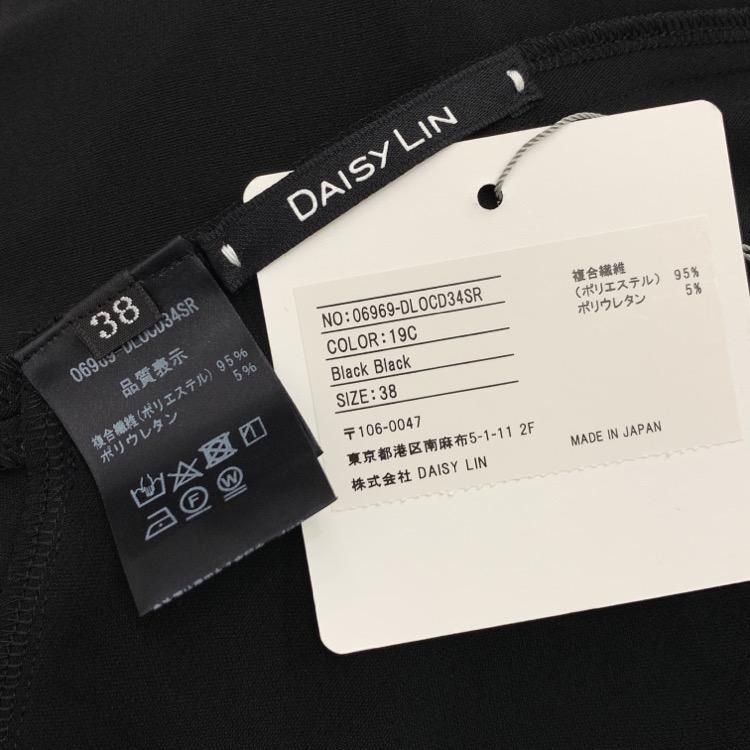 DAISY LIN
38
06969-DLOCD34SR
品質表示
複合繊維(ポリエステル) 95%
ポリウレタン 5%
F
W
NO:06969-DLOCD34SR
COLOR:19C
Black Black
SIZE:38
〒106-0047
東京都港区南麻布5-1-11 2F
株式会社 DAISY LIN
複合繊維
(ポリエステル) 95%
ポリウレタン 5%
MADE IN JAPAN